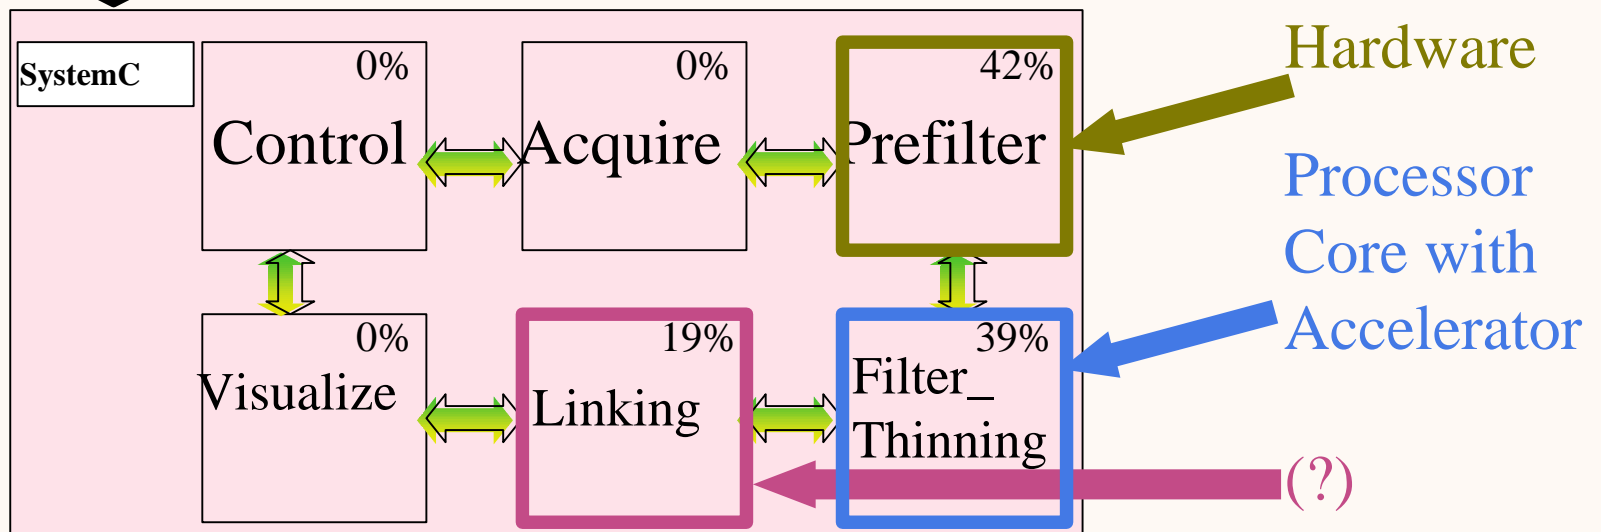 SystemC
0%
Control
0%
Acquire
42%
Prefilter
Hardware
Processor
Core with
Accelerator
0%
Visualize
19%
Linking
39%
Filter_
Thinning
(?)